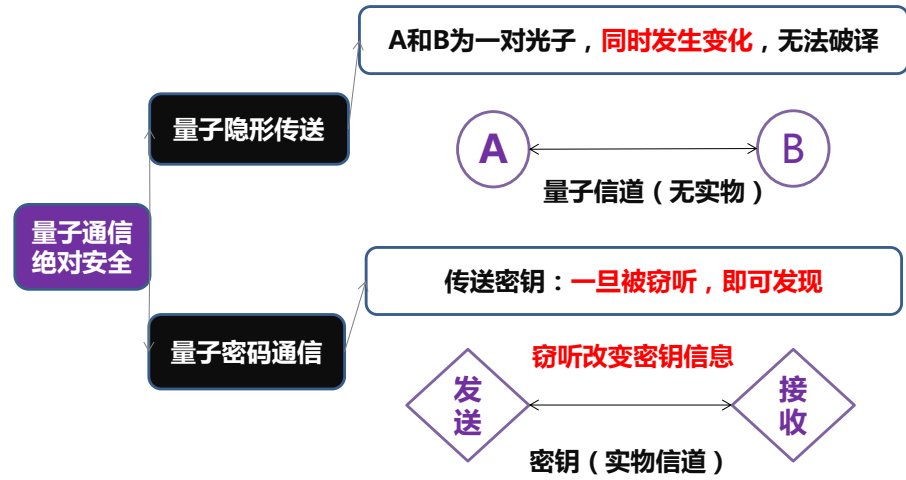 量子通信
绝对安全
量子隐形传送
A和B为一对光子，同时发生变化，无法破译
A
B
量子信道（无实物）
量子密码通信
传送密钥：一旦被窃听，即可发现
窃听改变密钥信息
发
送
接
收
密钥（实物信道）